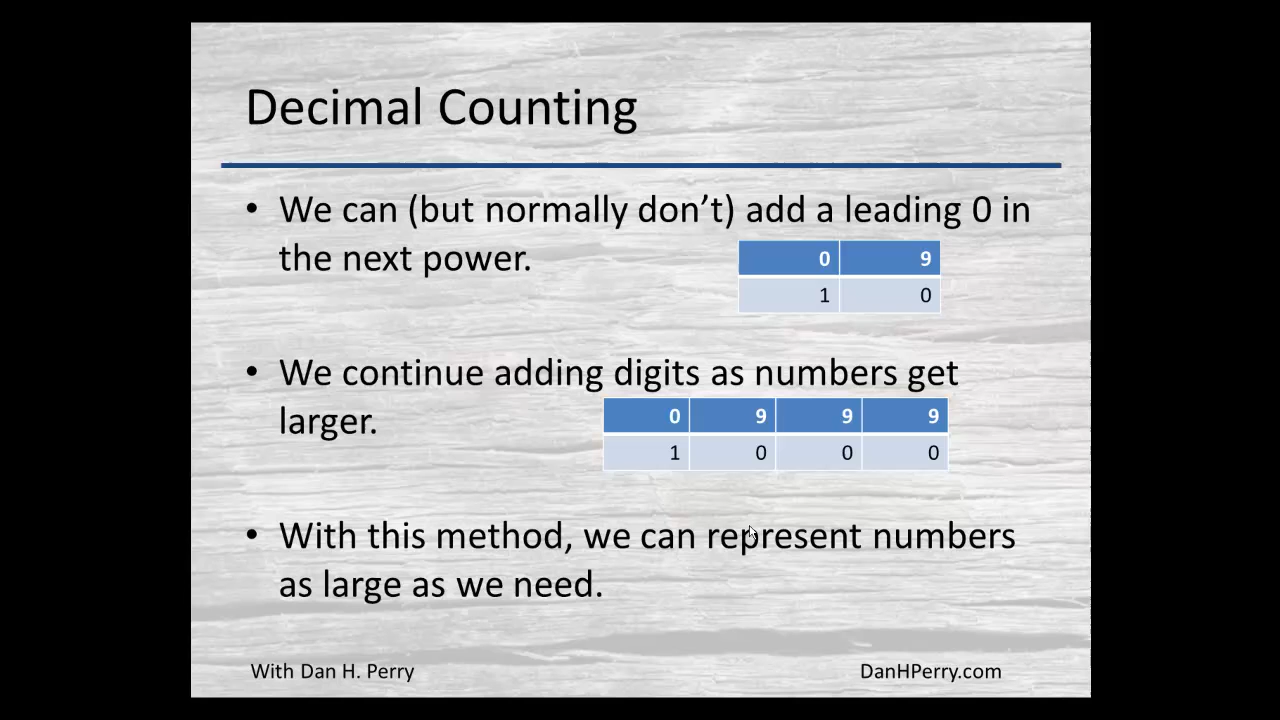 Decimal Counting
• We can (but normally don’t) add a leading 0 in
the next power.
0 9
1 0
• We continue adding digits as numbers get
larger.
0 9 9 9
1 0 0 0
• With this method, we can represent numbers
as large as we need.
With Dan H. Perry
DanHPerry.com